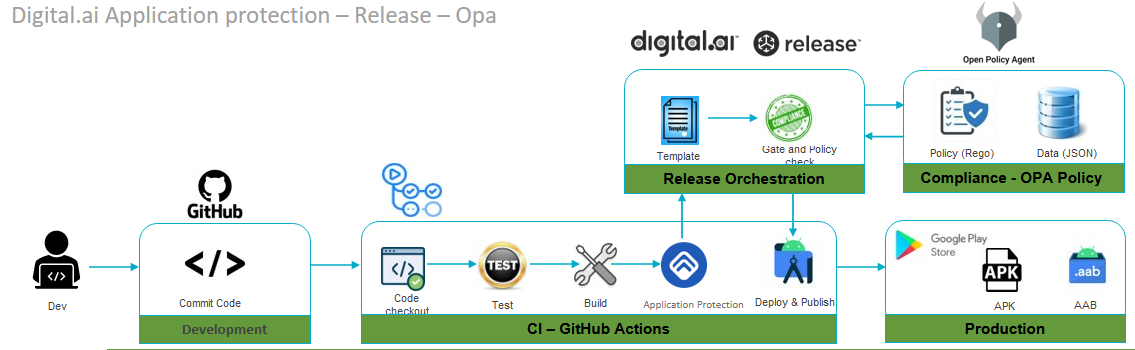 Digital.ai Application protection – Release – Opa
digital.ai™ release™
Open Policy Agent
Template
COMPLIANCE
Template
Gate and Policy
check
Policy (Rego)
Data (JSON)
Release Orchestration
Compliance - OPA Policy
GitHub
Google Play
Store
</>
</>
</>
TEST
APK
.aab
Dev
Commit Code
Code
checkout
Test
Build
Application Protection
Deploy & Publish
APK
AAB
Development
CI – GitHub Actions
Production